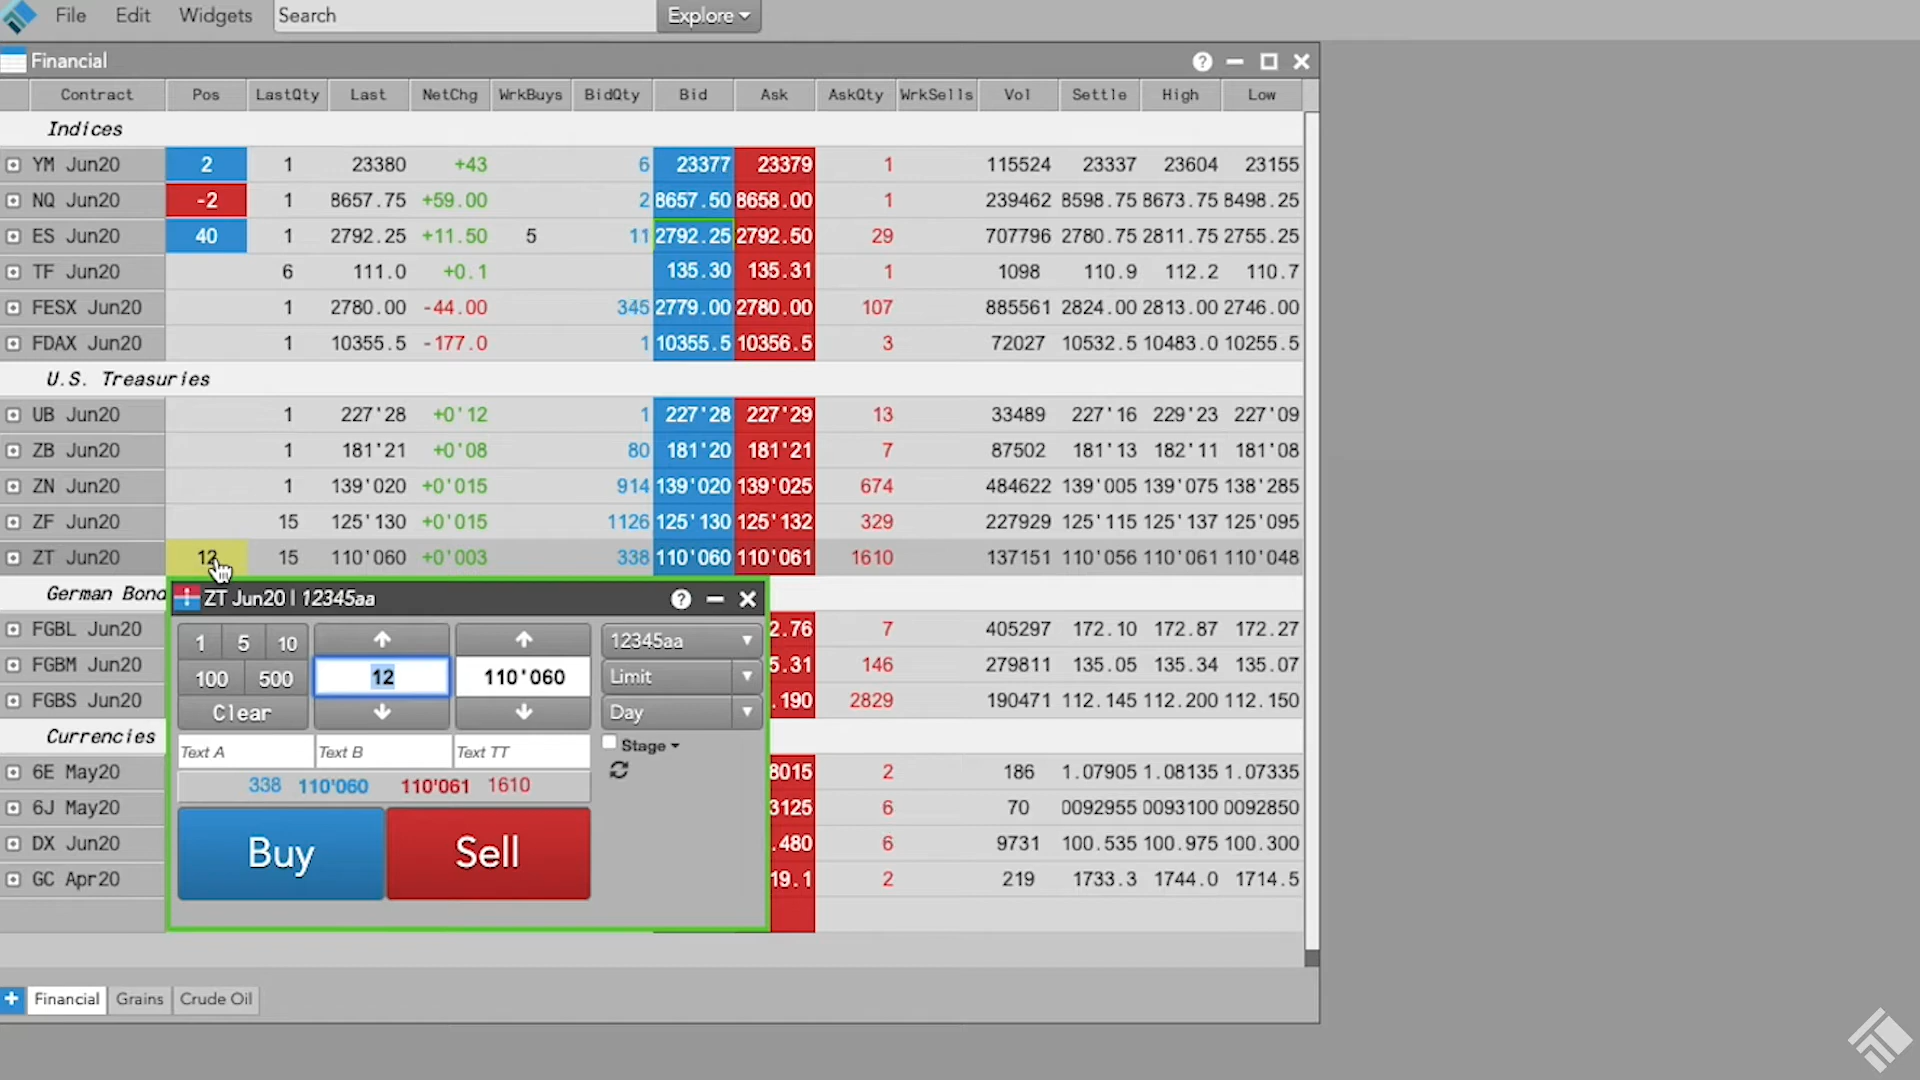 File Edit Widgets Search Explore
Financial
Contract Pos LastQty Last NetChg WrkBuys BidQty Bid Ask AskQty WrkSells Vol Settle High Low
Indices
YM Jun20 2 1 23380 +43 6 23377 23379 1 115524 23337 23604 23155
NQ Jun20 -2 1 8657.75 +59.00 2 8657.50 8658.00 1 239462 8598.75 8673.75 8498.25
ES Jun20 40 1 2792.25 +11.50 5 11 2792.25 2792.50 29 707796 2780.75 2811.75 2755.25
TF Jun20 6 111.0 +0.1 135.30 135.31 1 1098 110.9 112.2 110.7
FESX Jun20 1 2780.00 -44.00 345 2779.00 2780.00 107 885561 2824.00 2813.00 2746.00
FDAX Jun20 1 10355.5 -177.0 1 10355.5 10356.5 3 72027 10532.5 10483.0 10255.5
U.S. Treasuries
UB Jun20 1 227'28 +0'12 1 227'28 227'29 13 33489 227'16 229'23 227'09
ZB Jun20 1 181'21 +0'08 80 181'20 181'21 7 87502 181'13 182'11 181'08
ZN Jun20 1 139'020 +0'015 914 139'020 139'025 674 484622 139'005 139'075 138'285
ZF Jun20 15 125'130 +0'015 1126 125'130 125'132 329 227929 125'115 125'137 125'095
ZT Jun20 12 15 110'060 +0'003 338 110'060 110'061 1610 137151 110'056 110'061 110'048
German Bond
ZT Jun20 | 12345aa
FGBL Jun20 2.76 7 405297 172.10 172.87 172.27
FGBM Jun20 5.31 146 279811 135.05 135.34 135.07
FGBS Jun20 .190 2829 190471 112.145 112.200 112.150
1 5 10
100 500
Clear
12
110'060
12345aa
Limit
Day
Text A Text B Text TT
Stage
338 110'060 110'061 1610
Buy Sell
Currencies
6E May20 8015 2 186 1.07905 1.08135 1.07335
6J May20 3125 6 70 0092955 0093100 0092850
DX Jun20 .480 6 9731 100.535 100.975 100.300
GC Apr20 19.1 2 219 1733.3 1744.0 1714.5
Financial Grains Crude Oil